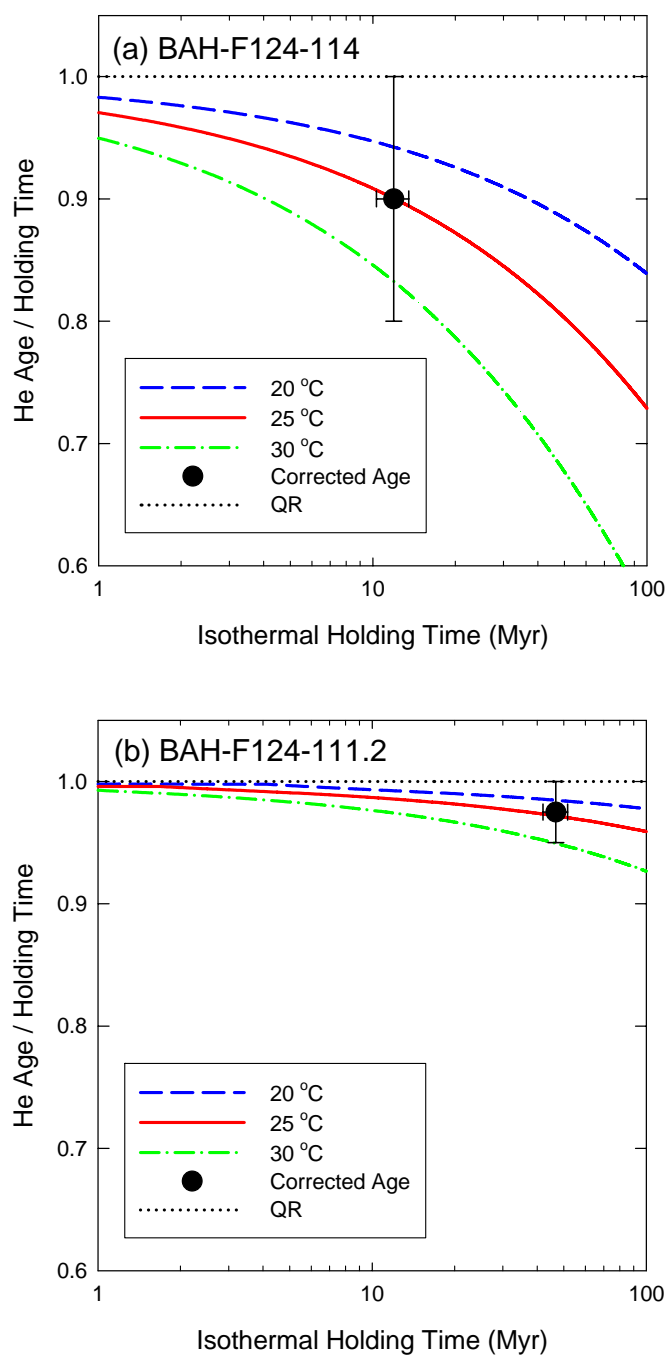 (a) BAH-F124-114
1.0
0.9
0.8
0.7
0.6
He Age / Holding Time
20 °C
25 °C
30 °C
Corrected Age
QR
1 10 100
Isothermal Holding Time (Myr)
(b) BAH-F124-111.2
1.0
0.9
0.8
0.7
0.6
He Age / Holding Time
20 °C
25 °C
30 °C
Corrected Age
QR
1 10 100
Isothermal Holding Time (Myr)